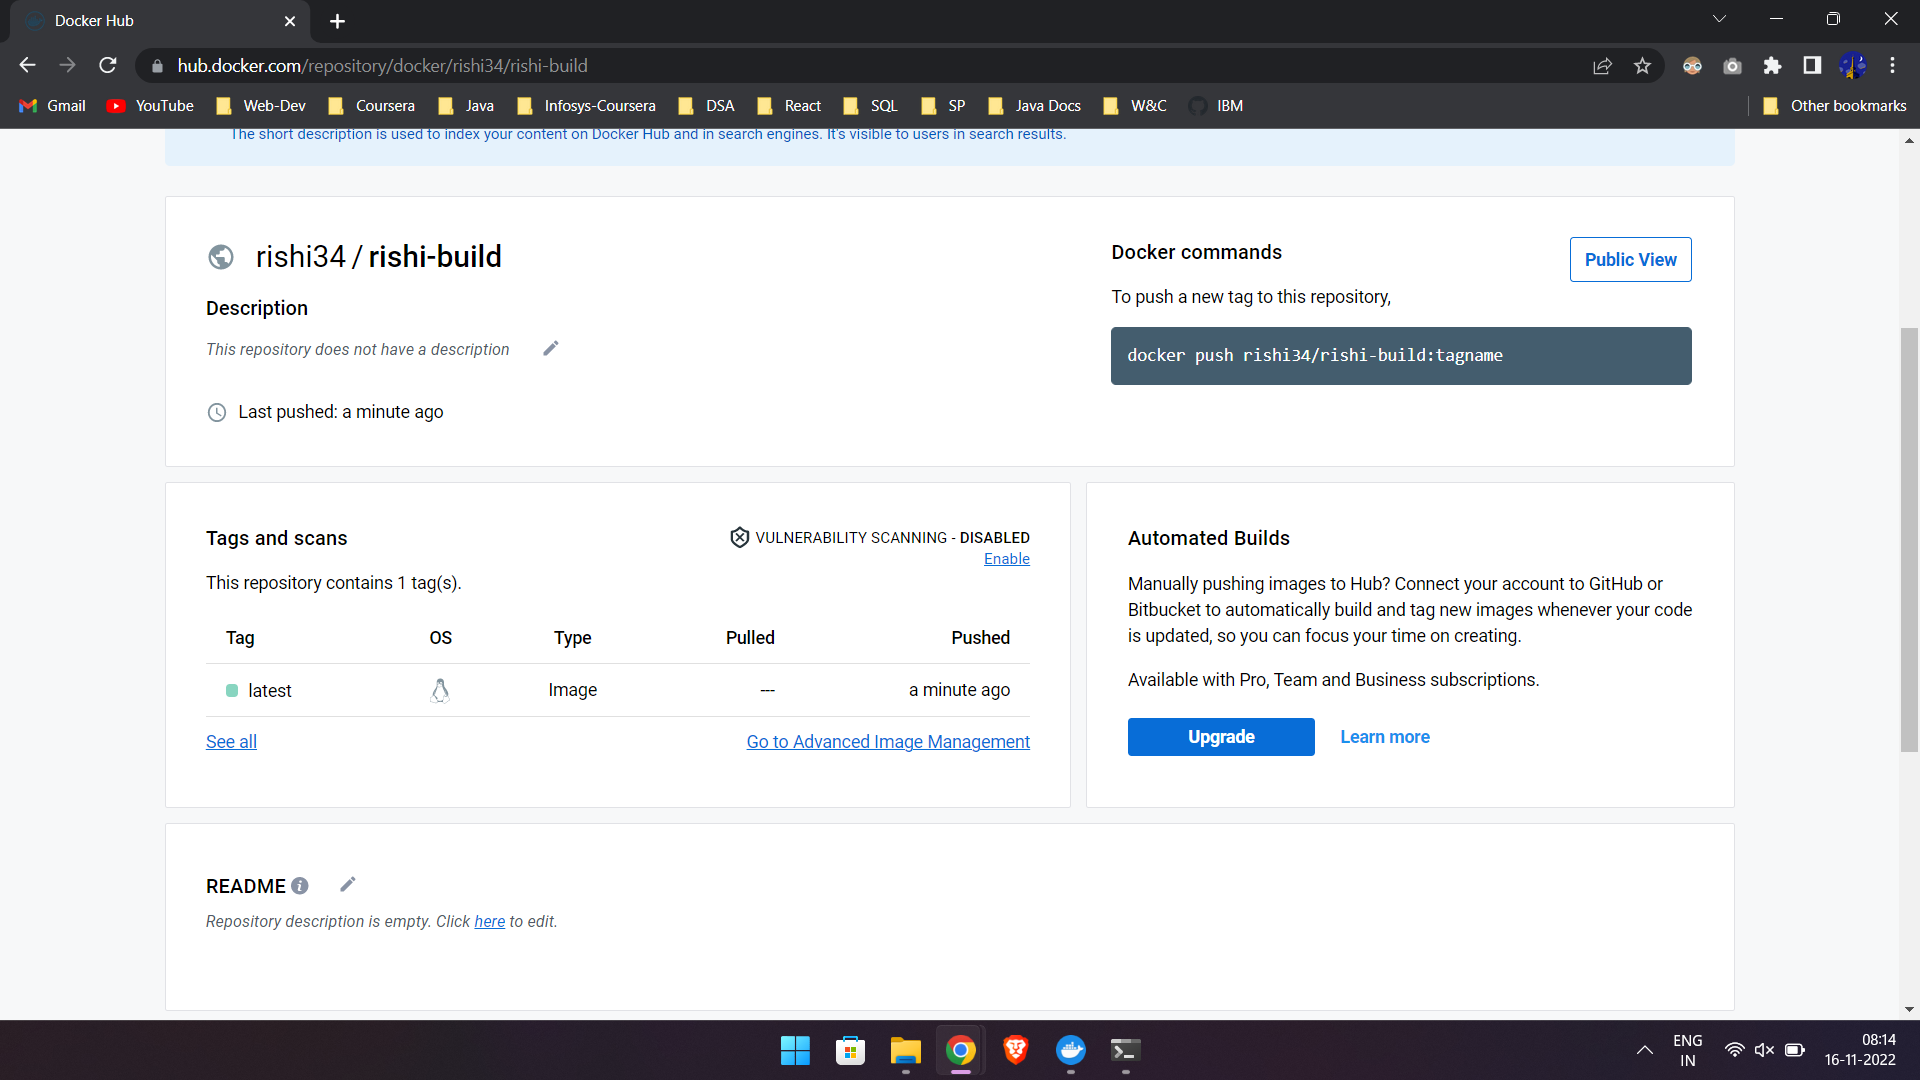 Docker Hub
hub.docker.com/repository/docker/rishi34/rishi-build
Gmail YouTube Web-Dev Coursera Java Infosys-Coursera DSA React SQL SP Java Docs W&C IBM Other bookmarks
The short description is used to index your content on Docker Hub and in search engines. It's visible to users in search results.
rishi34 / rishi-build
Description
This repository does not have a description
Last pushed: a minute ago
Docker commands
Public View
To push a new tag to this repository,
docker push rishi34/rishi-build:tagname
Tags and scans
VULNERABILITY SCANNING - DISABLED
Enable
This repository contains 1 tag(s).
Tag OS Type Pulled Pushed
latest Image --- a minute ago
See all Go to Advanced Image Management
Automated Builds
Manually pushing images to Hub? Connect your account to GitHub or
Bitbucket to automatically build and tag new images whenever your code
is updated, so you can focus your time on creating.
Available with Pro, Team and Business subscriptions.
Upgrade Learn more
README
Repository description is empty. Click here to edit.
ENG
IN
08:14
16-11-2022